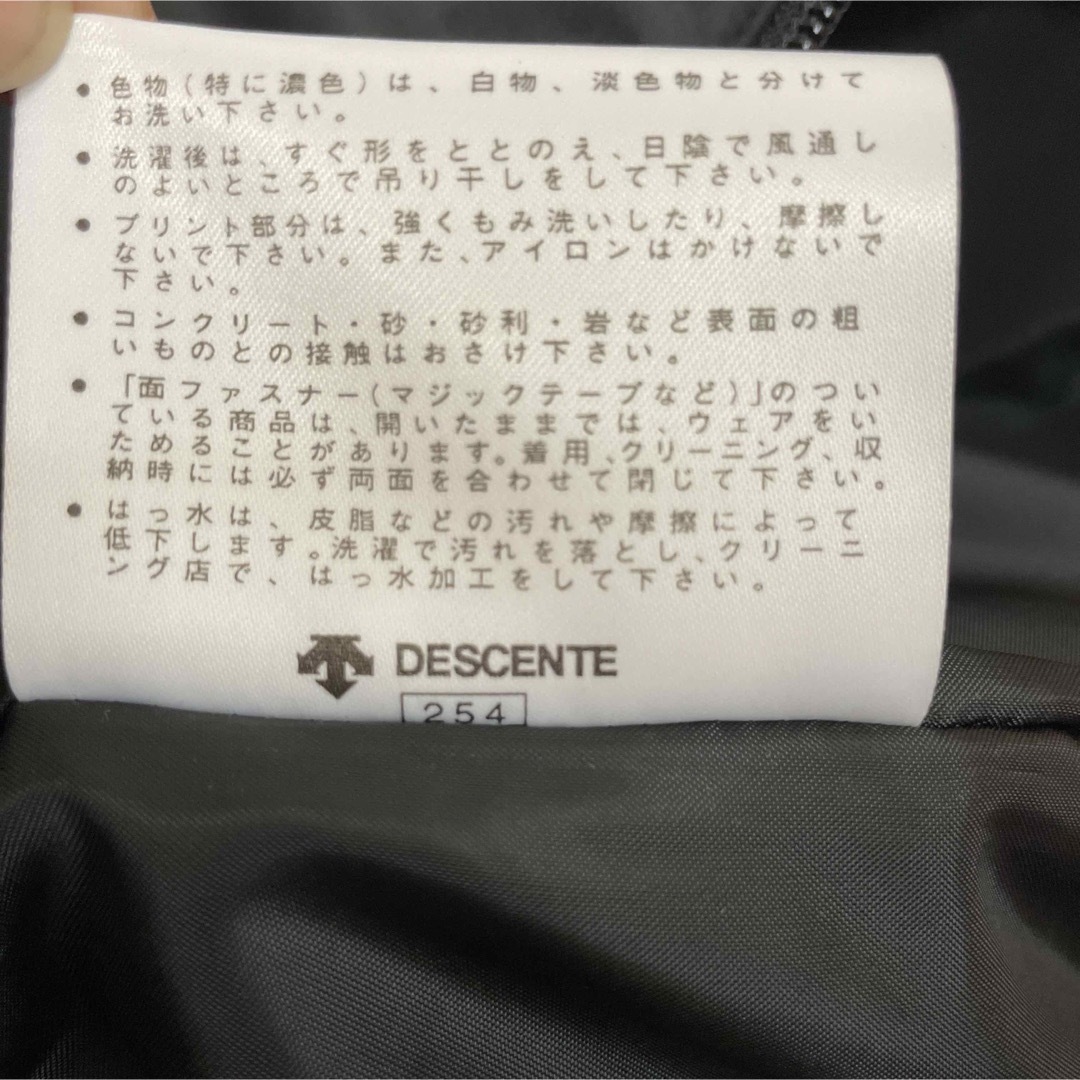 • 色物(特に濃色)は、白物、淡色物と分けて
お洗い下さい。
• 洗濯後は、すぐ形をととのえ、日陰で風通し
のよいところで吊り干しをして下さい。
• プリント部分は、強くもみ洗いしたり、摩擦し
ないで下さい。また、アイロンはかけないで
下さい。
• コンクリート・砂・砂利・岩など表面の粗
いものとの接触はおさけ下さい。
• 「面ファスナー(マジックテープなど)」のつい
ている商品は、開いたままでは、ウェアをい
ためることがあります。着用、クリーニング、収
納時には必ず両面を合わせて閉じて下さい。
• はっ水は、皮脂などの汚れや摩擦によって
低下します。洗濯で汚れを落とし、クリーニ
ング店で、はっ水加工をして下さい。
DESCENTE
254